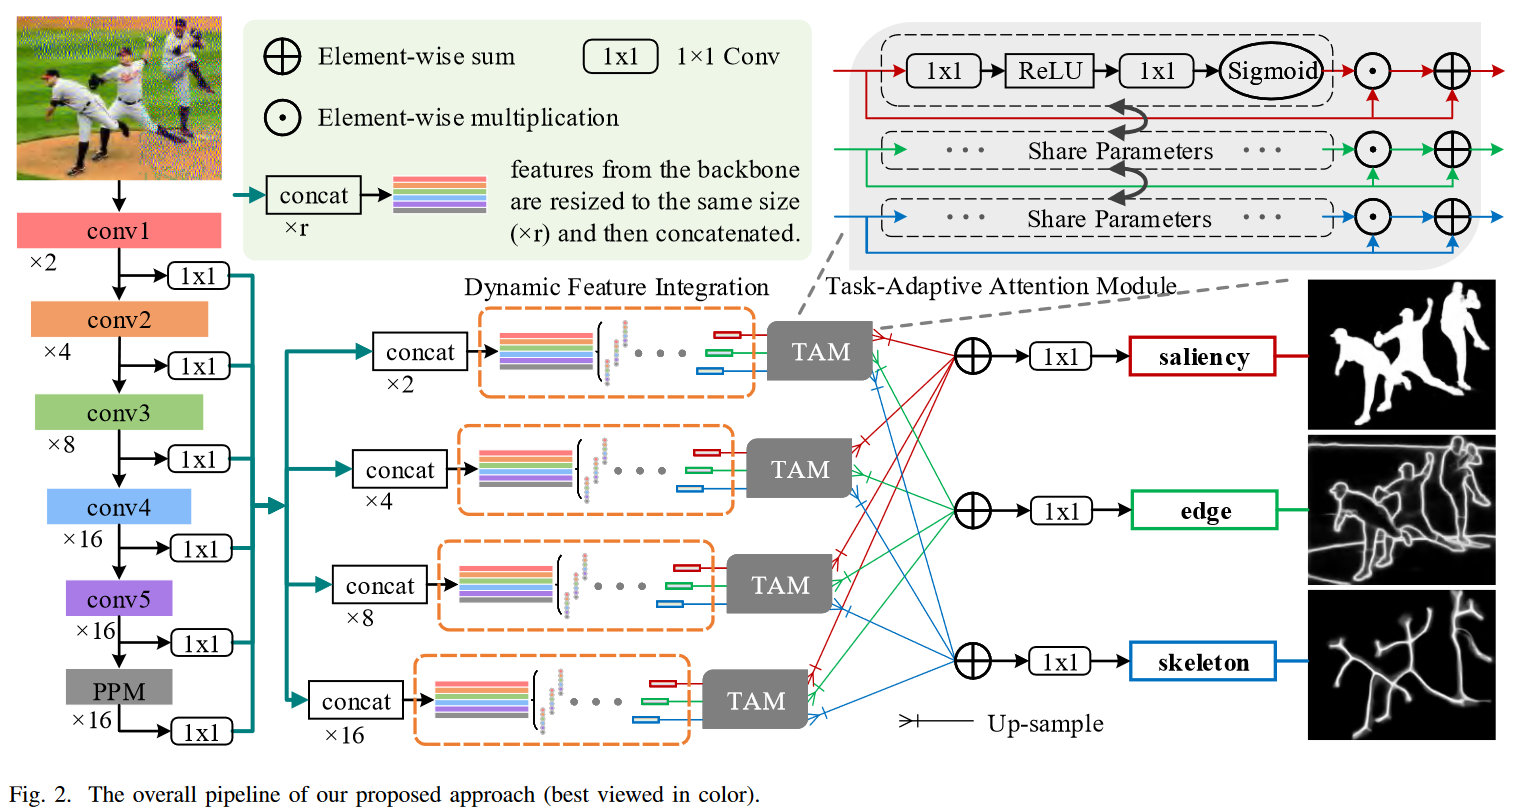 Element-wise sum
1x1
1×1 Conv
Element-wise multiplication
concat
×r
features from the backbone
are resized to the same size
(×r) and then concatenated.
1x1
ReLU
1x1
Sigmoid
Share Parameters
Share Parameters
conv1
×2
1x1
conv2
×4
1x1
conv3
×8
1x1
conv4
×16
1x1
conv5
×16
1x1
PPM
×16
1x1
Dynamic Feature Integration
Task-Adaptive Attention Module
concat
×2
TAM
concat
×4
TAM
concat
×8
TAM
concat
×16
TAM
1x1
saliency
1x1
edge
1x1
skeleton
Up-sample
Fig. 2. The overall pipeline of our proposed approach (best viewed in color).